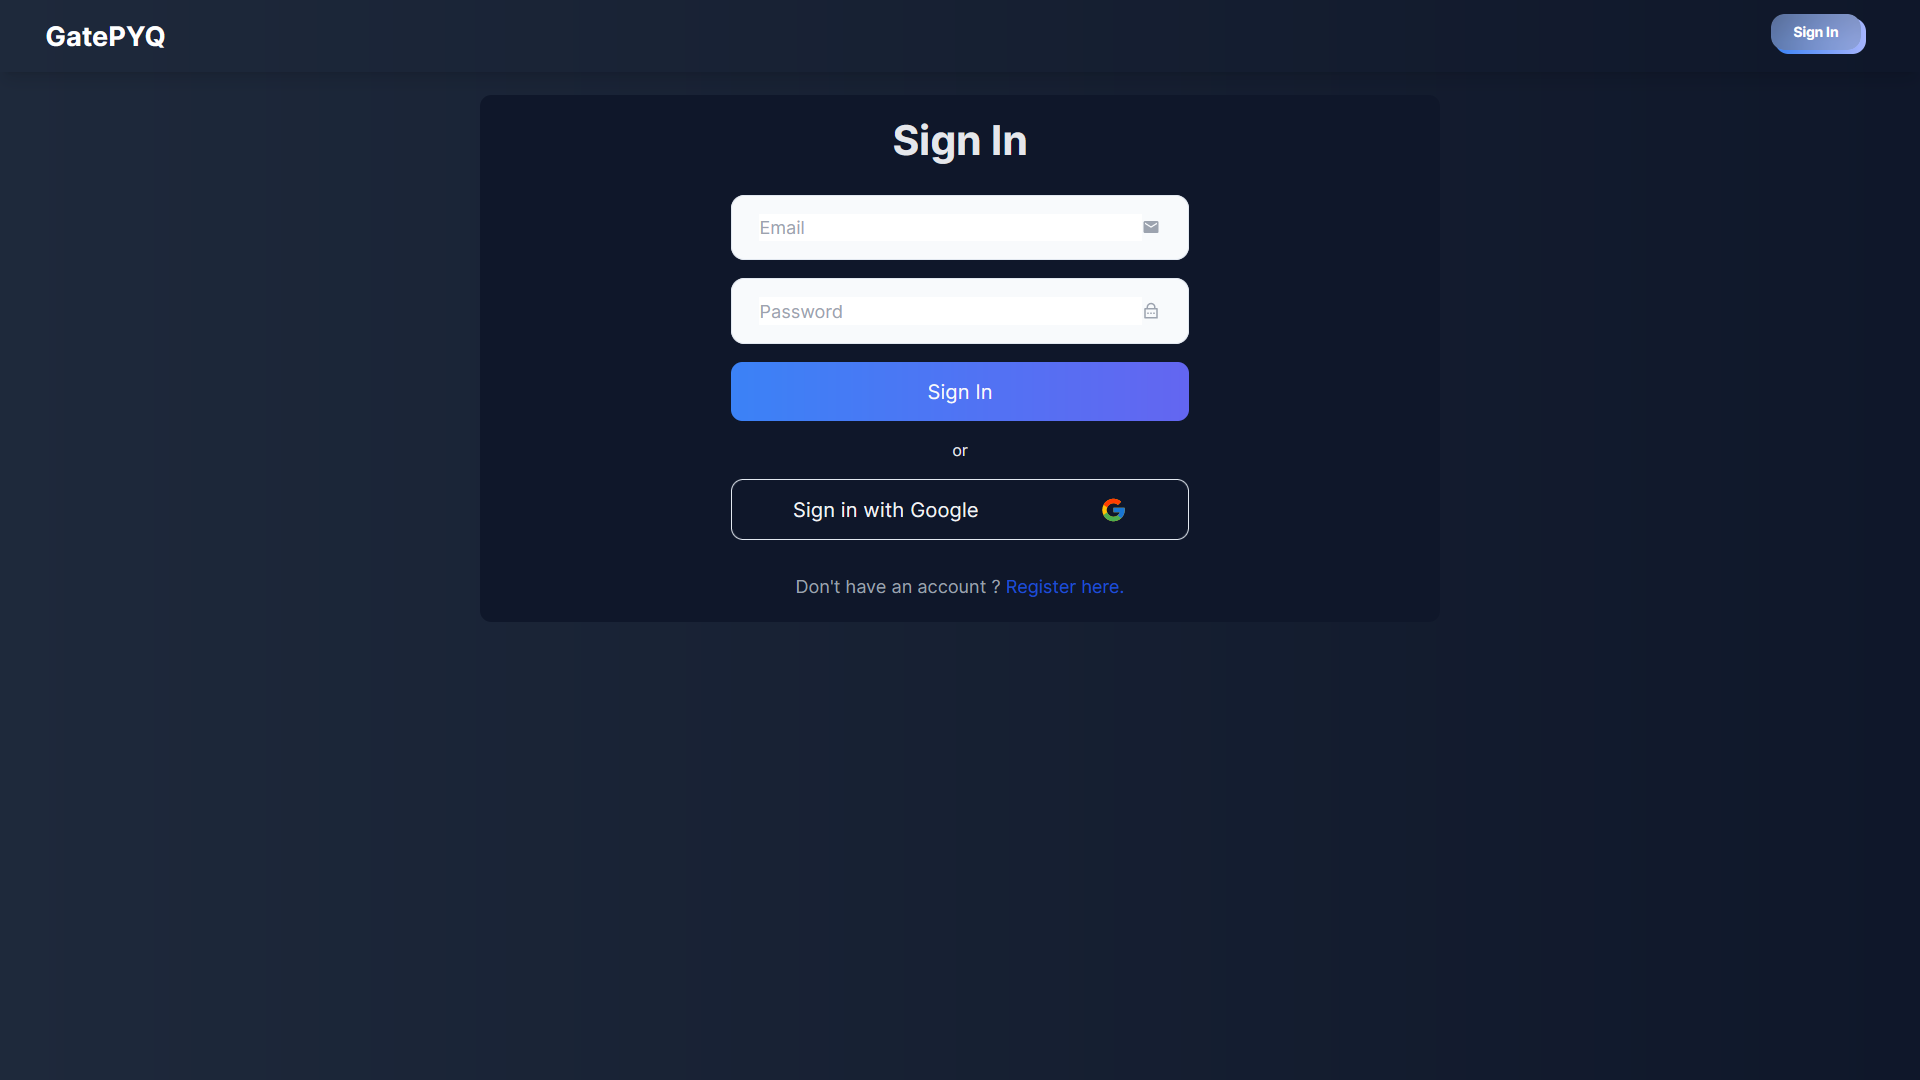 GatePYQ
Sign In
Sign In
Email
Password
Sign In
or
Sign in with Google
Don't have an account ? Register here.